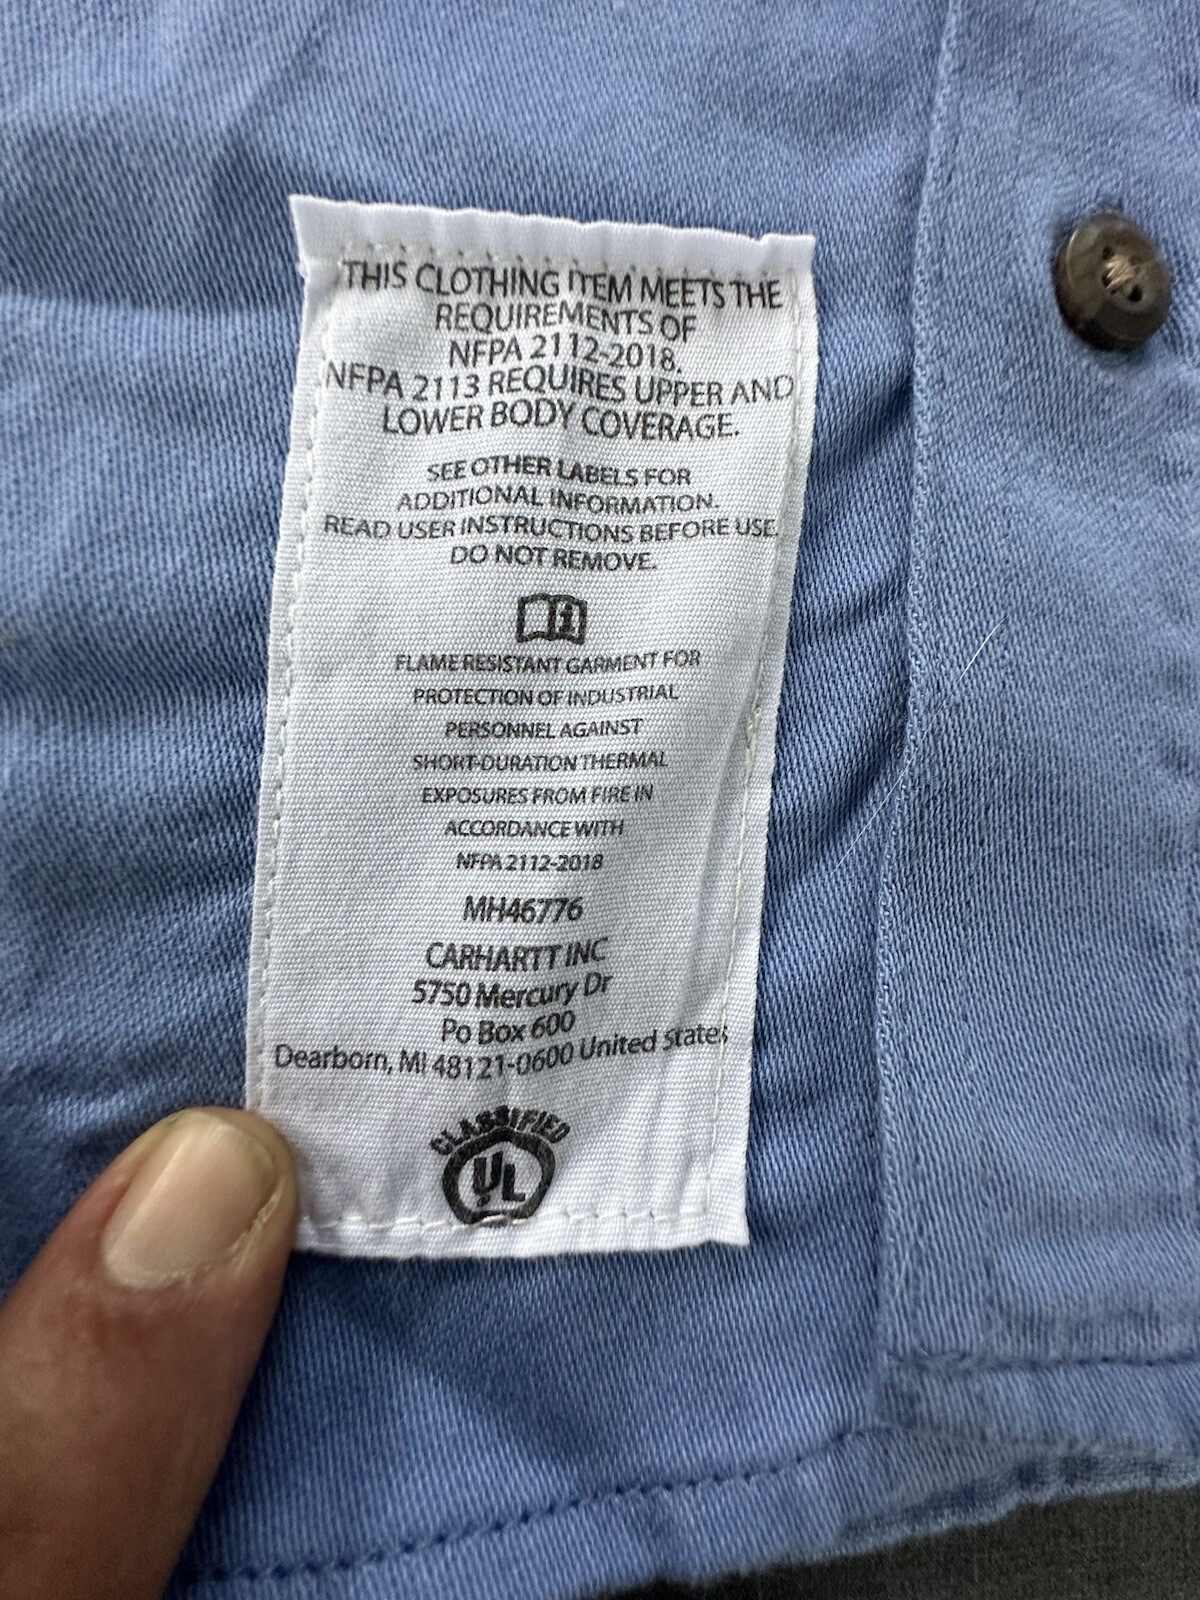 THIS CLOTHING ITEM MEETS THE
REQUIREMENTS OF
NFPA 2112-2018.
NFPA 2113 REQUIRES UPPER AND
LOWER BODY COVERAGE.
SEE OTHER LABELS FOR
ADDITIONAL INFORMATION.
READ USER INSTRUCTIONS BEFORE USE.
DO NOT REMOVE.
FLAME RESISTANT GARMENT FOR
PROTECTION OF INDUSTRIAL
PERSONNEL AGAINST
SHORT-DURATION THERMAL
EXPOSURES FROM FIRE IN
ACCORDANCE WITH
NFPA 2112-2018
MH46776
CARHARTT INC
5750 Mercury Dr
Po Box 600
Dearborn, MI 48121-0600 United States
CLASSIFIED
UL